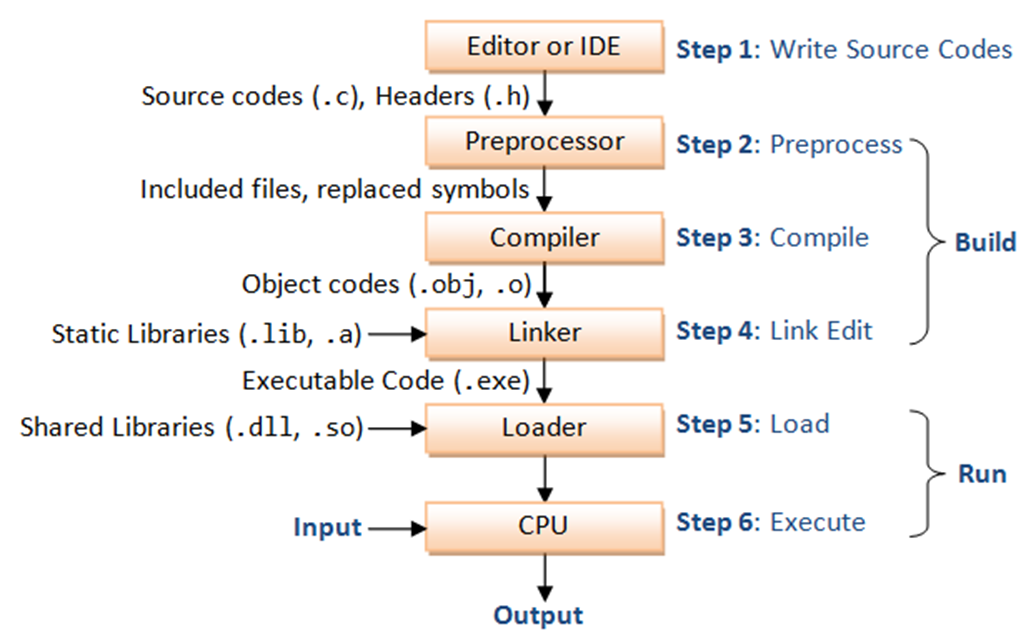 Editor or IDE
Step 1: Write Source Codes
Source codes (.c), Headers (.h)
Preprocessor
Step 2: Preprocess
Included files, replaced symbols
Compiler
Step 3: Compile
Build
Object codes (.obj, .o)
Static Libraries (.lib, .a)
Linker
Step 4: Link Edit
Executable Code (.exe)
Shared Libraries (.dll, .so)
Loader
Step 5: Load
Run
Input
CPU
Step 6: Execute
Output